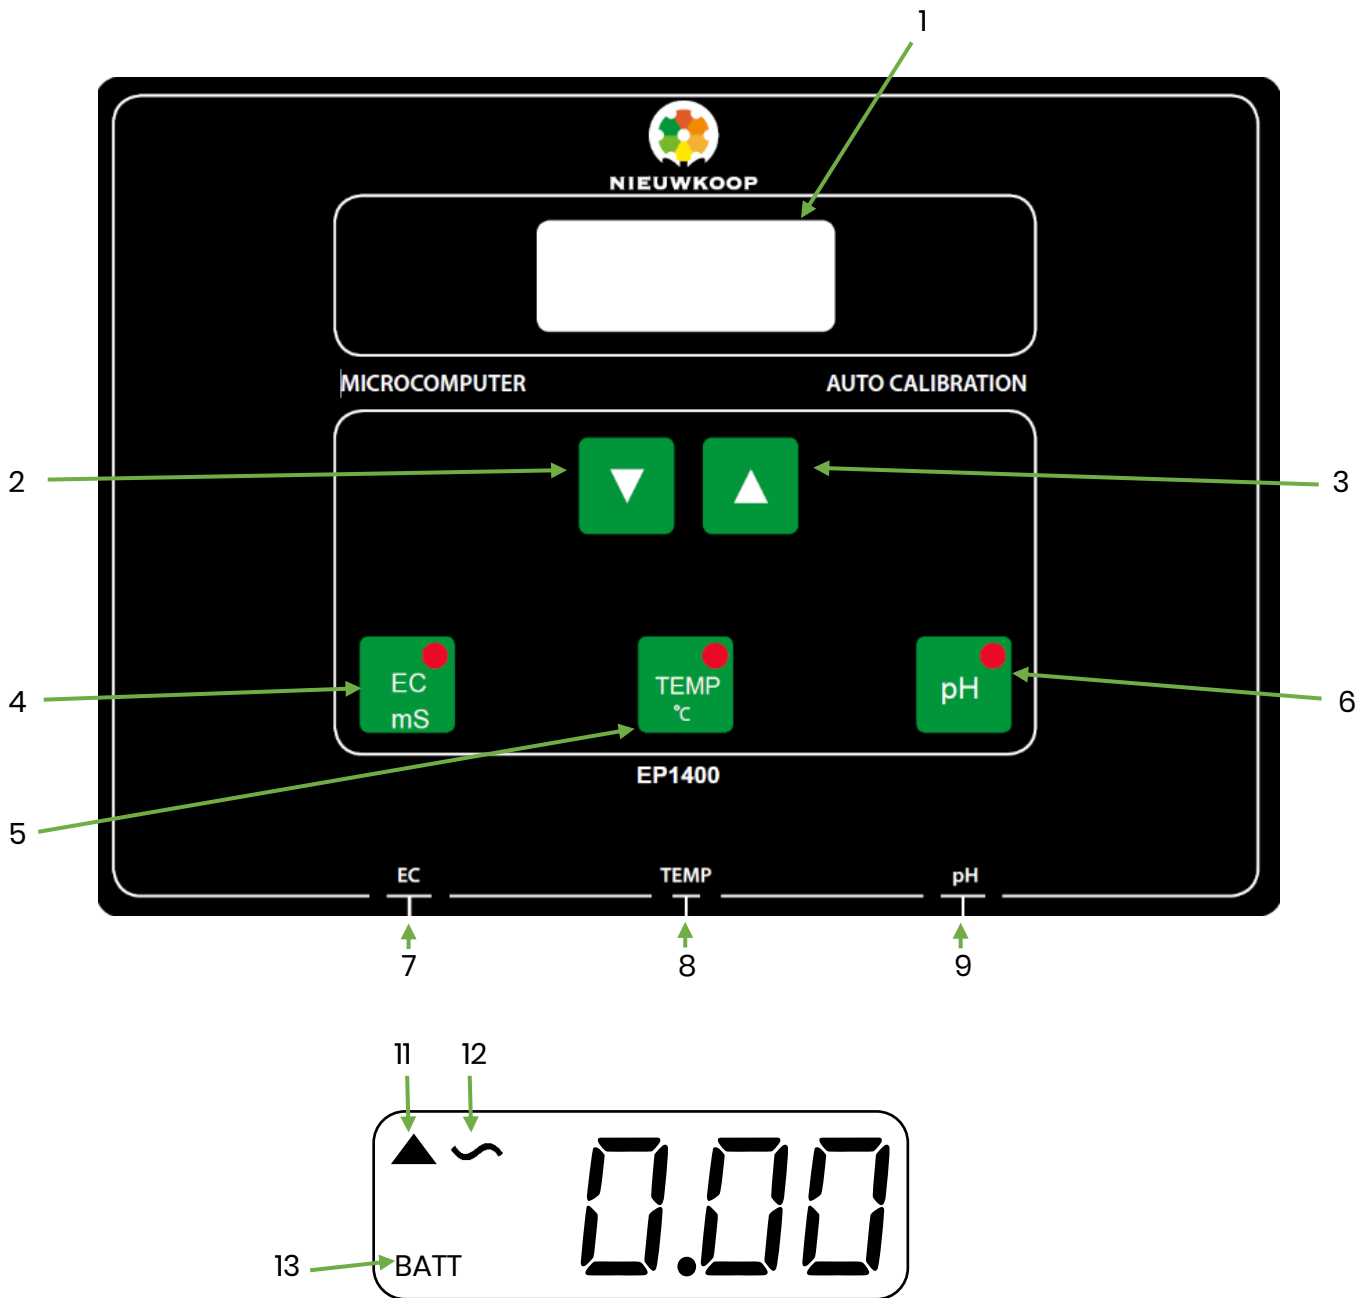 1
NIEUWKOOP
MICROCOMPUTER AUTO CALIBRATION
2 3
EC TEMP pH
mS °C
4 6
EP1400
5
EC TEMP pH
7 8 9
11 12
0.00
13 BATT